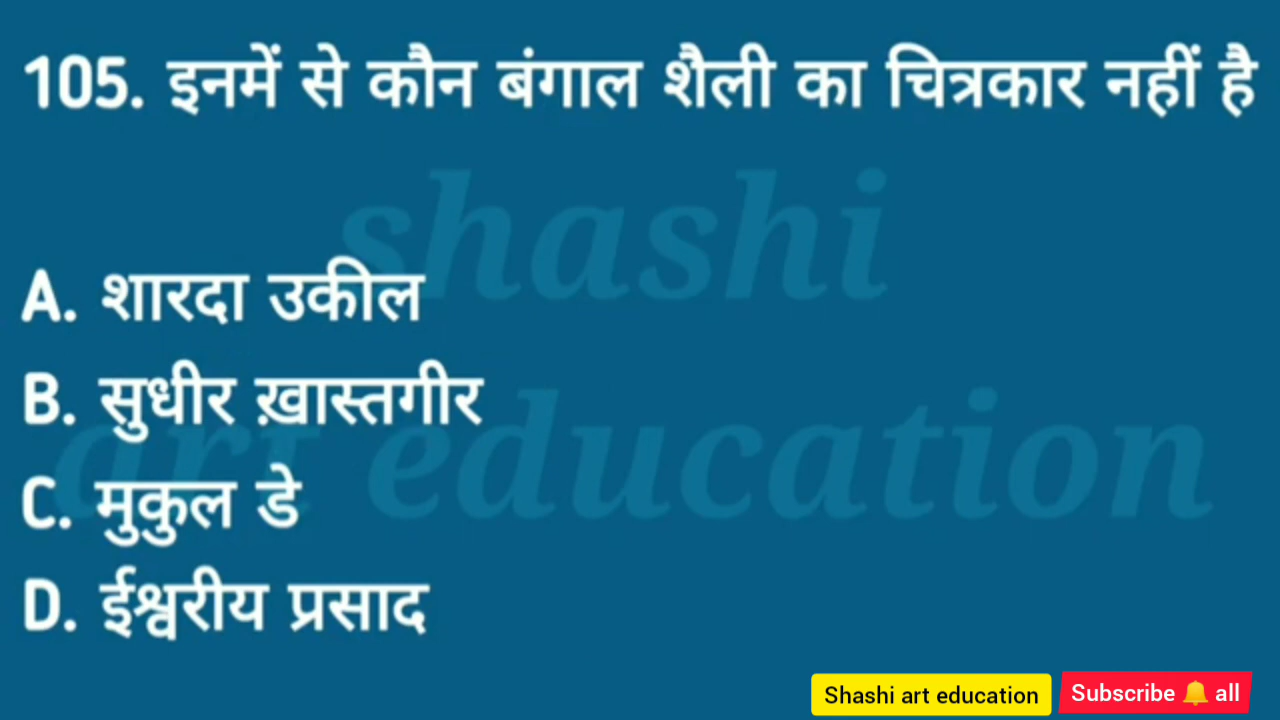 105. इनमें से कौन बंगाल शैली का चित्रकार नहीं है
shashi
A. शारदा उकील
B. सुधीर ख़ास्तगीर
art education
C. मुकुल डे
D. ईश्वरीय प्रसाद
Shashi art education
Subscribe 🔔 all